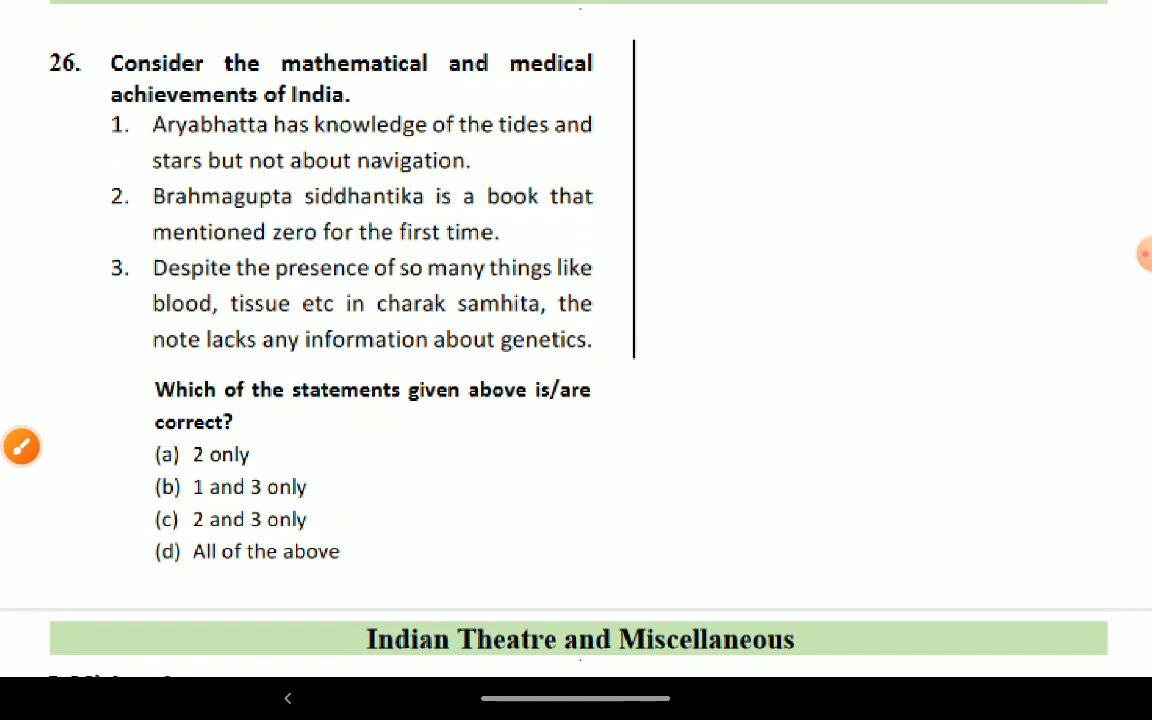 26. Consider the mathematical and medical
achievements of India.
1. Aryabhatta has knowledge of the tides and
stars but not about navigation.
2. Brahmagupta siddhantika is a book that
mentioned zero for the first time.
3. Despite the presence of so many things like
blood, tissue etc in charak samhita, the
note lacks any information about genetics.
Which of the statements given above is/are
correct?
(a) 2 only
(b) 1 and 3 only
(c) 2 and 3 only
(d) All of the above
Indian Theatre and Miscellaneous